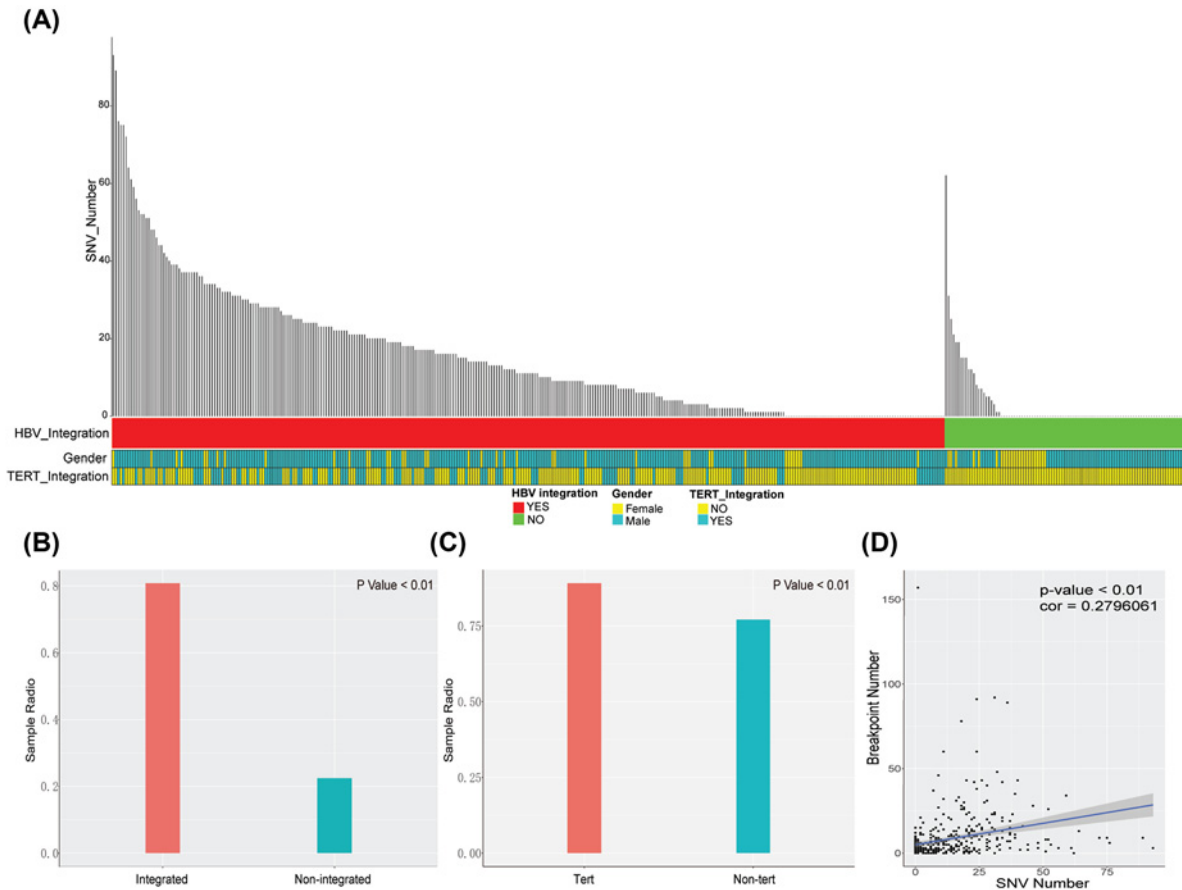 (A)
80
60
40
20
0
SNV_Number
HBV_Integration
Gender
TERT_Integration
HBV integration
YES
NO
Gender
Female
Male
TERT_Integration
NO
YES
(B)
P Value < 0.01
0.8
0.6
0.4
0.2
0.0
Sample Radio
Integrated
Non-integrated
(C)
P Value < 0.01
0.75
0.50
0.25
0.00
Sample Radio
Tert
Non-tert
(D)
p-value < 0.01
cor = 0.2796061
150
100
50
0
Breakpoint Number
0
25
50
75
SNV Number